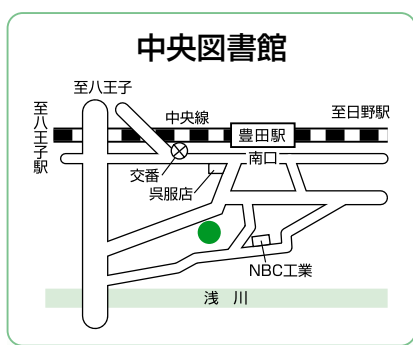 中央図書館
至八王子
至八王子駅
中央線
至日野駅
豊田駅
南口
交番
呉服店
NBC工業
浅 川